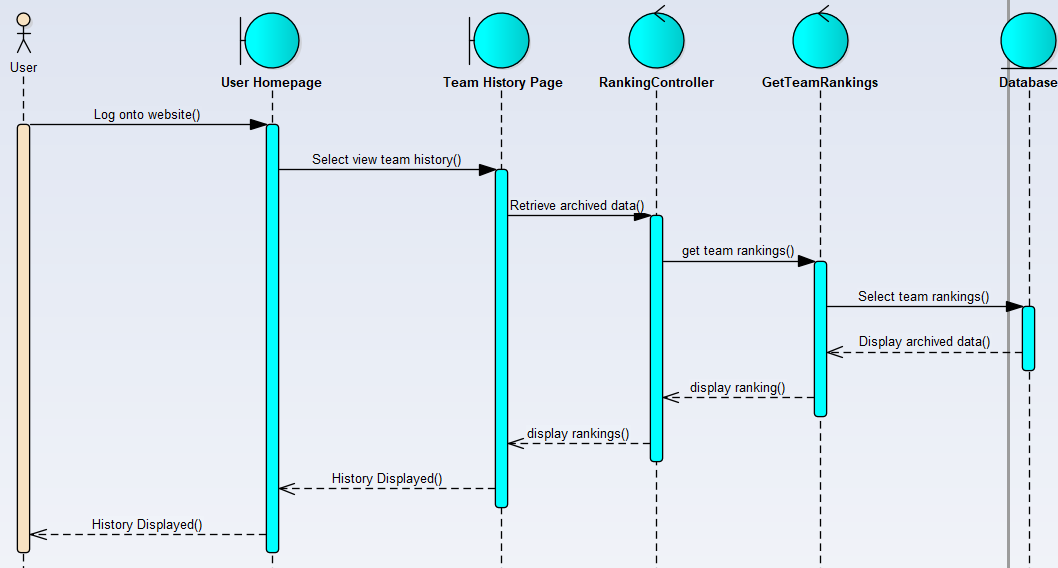 User
User Homepage
Team History Page
RankingController
GetTeamRankings
Database
Log onto website()
Select view team history()
Retrieve archived data()
get team rankings()
Select team rankings()
Display archived data()
display ranking()
display rankings()
History Displayed()
History Displayed()